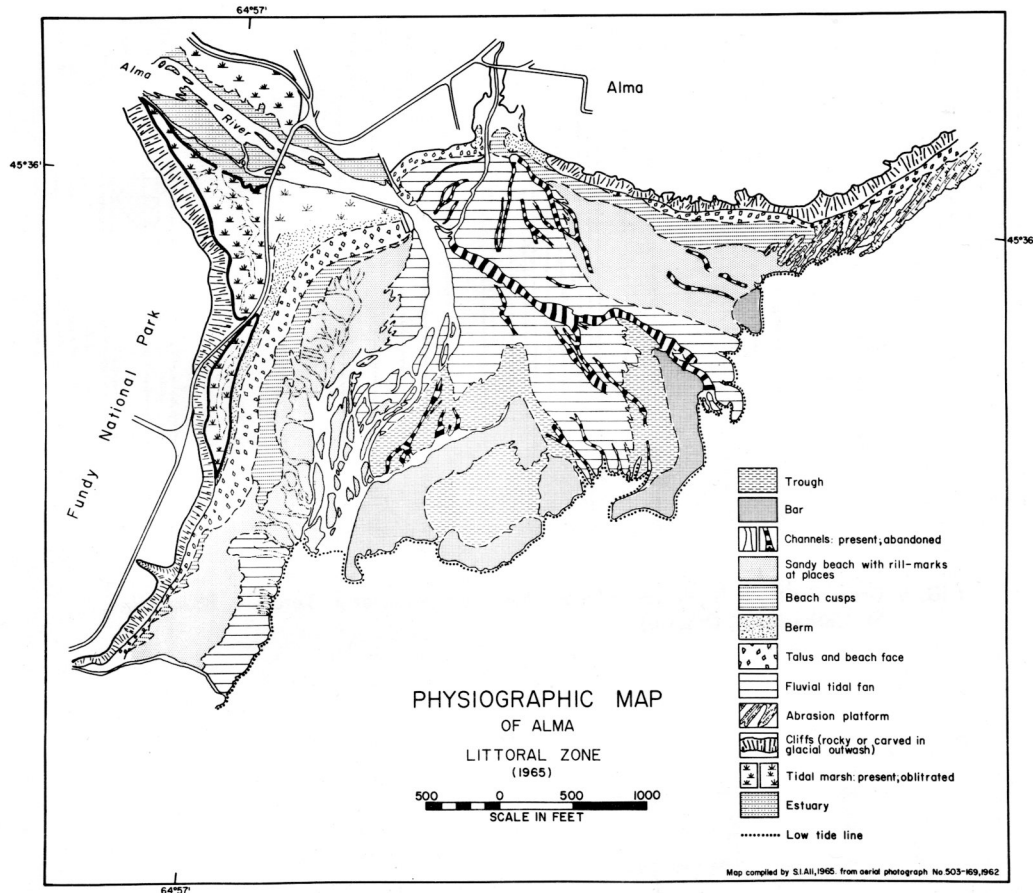 64°57'
Alma
River
Alma
45°36'
45°36'
Fundy National Park
Trough
Bar
Channels: present; abandoned
Sandy beach with rill-marks
at places
Beach cusps
Berm
Talus and beach face
Fluvial tidal fan
Abrasion platform
Cliffs (rocky or carved in
glacial outwash)
Tidal marsh: present; oblitrated
Estuary
Low tide line
PHYSIOGRAPHIC MAP
OF ALMA
LITTORAL ZONE
(1965)
500 0 500 1000
SCALE IN FEET
Map compiled by S.I.Ali, 1965. from aerial photograph No. 503-169, 1962
64°57'